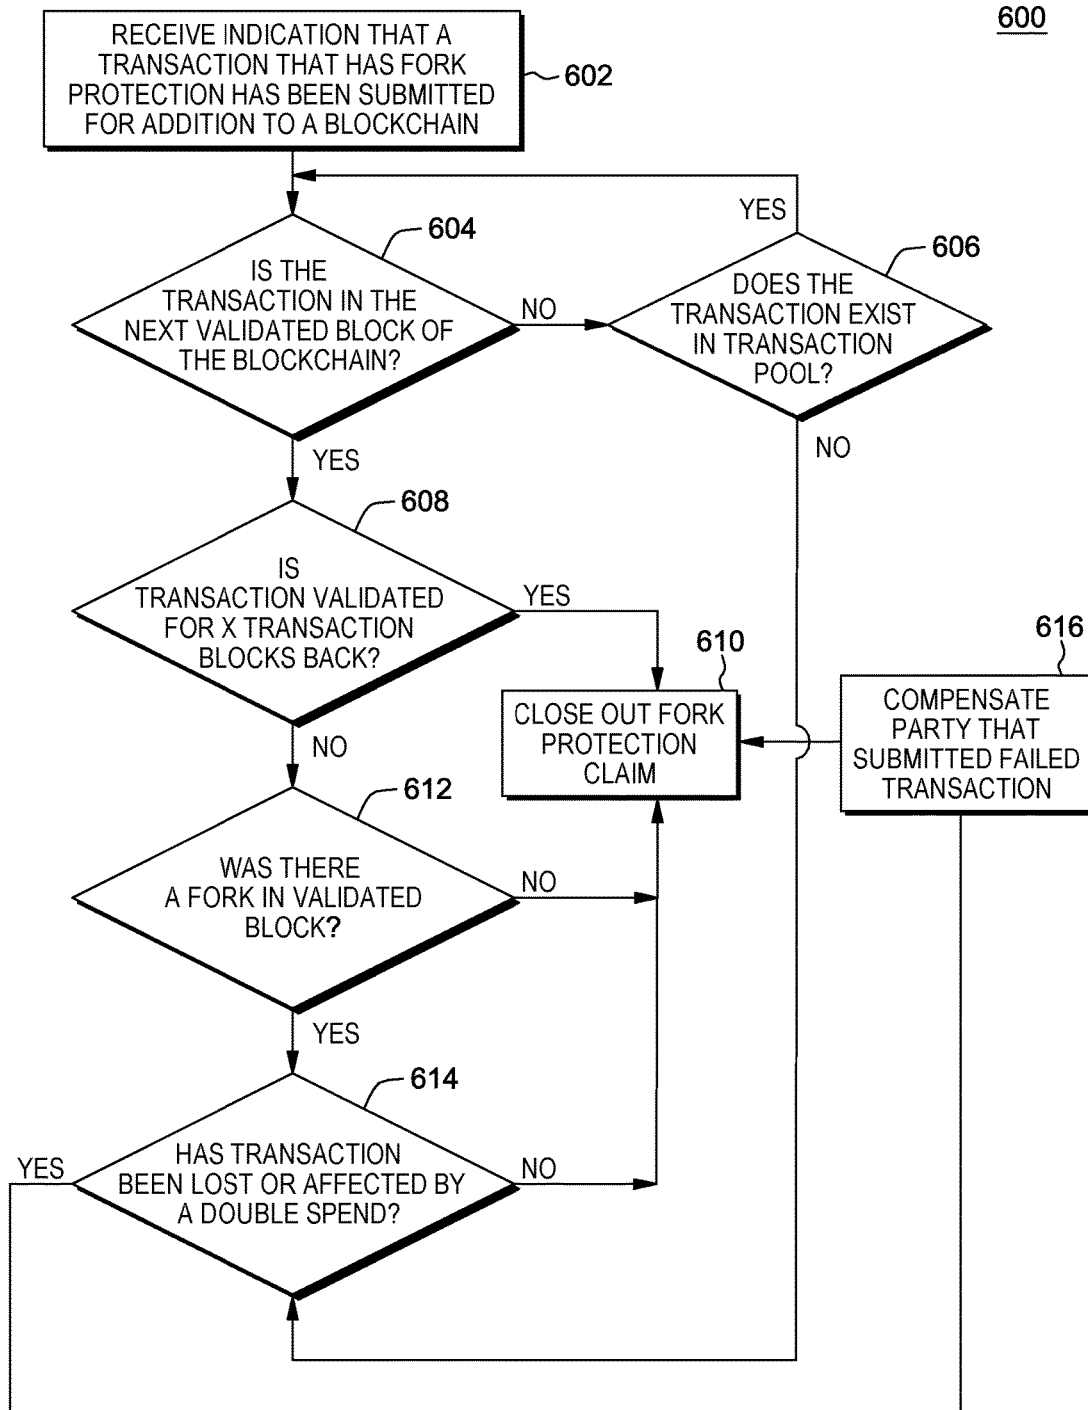 600
RECEIVE INDICATION THAT A
TRANSACTION THAT HAS FORK
PROTECTION HAS BEEN SUBMITTED
FOR ADDITION TO A BLOCKCHAIN
602
604
IS THE
TRANSACTION IN THE
NEXT VALIDATED BLOCK OF
THE BLOCKCHAIN?
NO
YES
606
DOES THE
TRANSACTION EXIST
IN TRANSACTION
POOL?
YES
NO
608
IS
TRANSACTION VALIDATED
FOR X TRANSACTION
BLOCKS BACK?
YES
NO
610
CLOSE OUT FORK
PROTECTION
CLAIM
616
COMPENSATE
PARTY THAT
SUBMITTED FAILED
TRANSACTION
612
WAS THERE
A FORK IN VALIDATED
BLOCK?
NO
YES
614
HAS TRANSACTION
BEEN LOST OR AFFECTED BY
A DOUBLE SPEND?
YES
NO